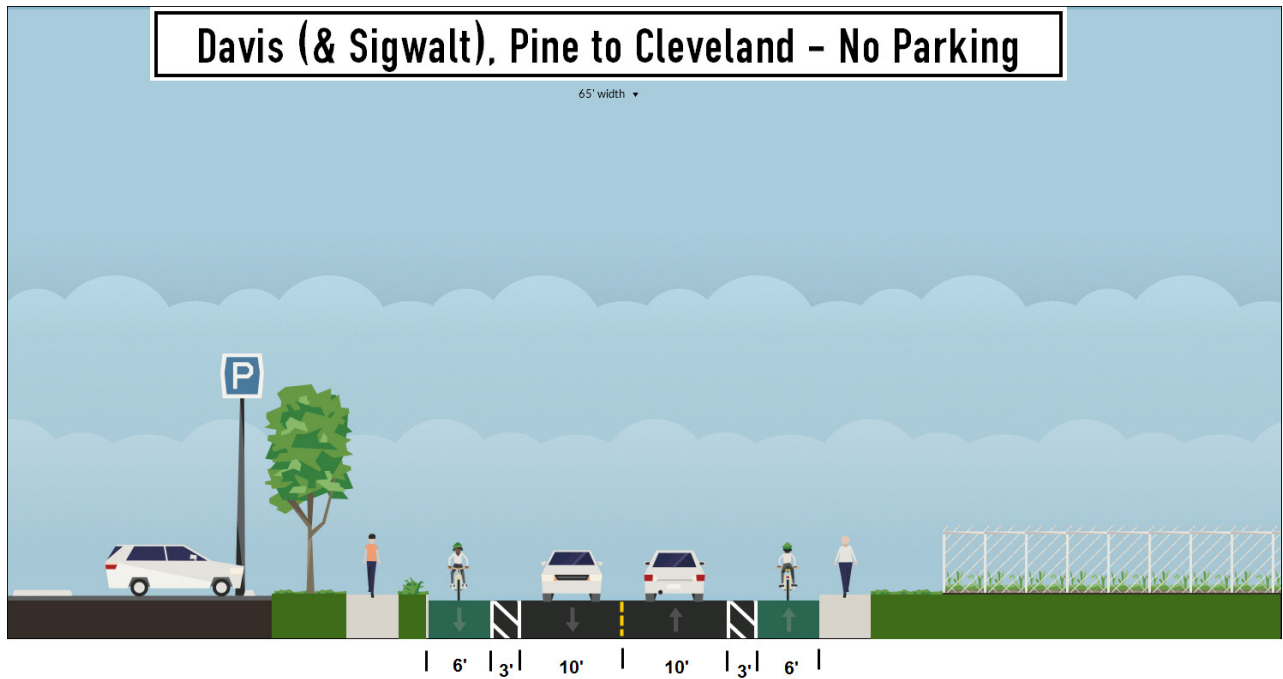 Davis (& Sigwalt), Pine to Cleveland – No Parking
65' width ▾
P
6' 3' 10' 10' 3' 6'